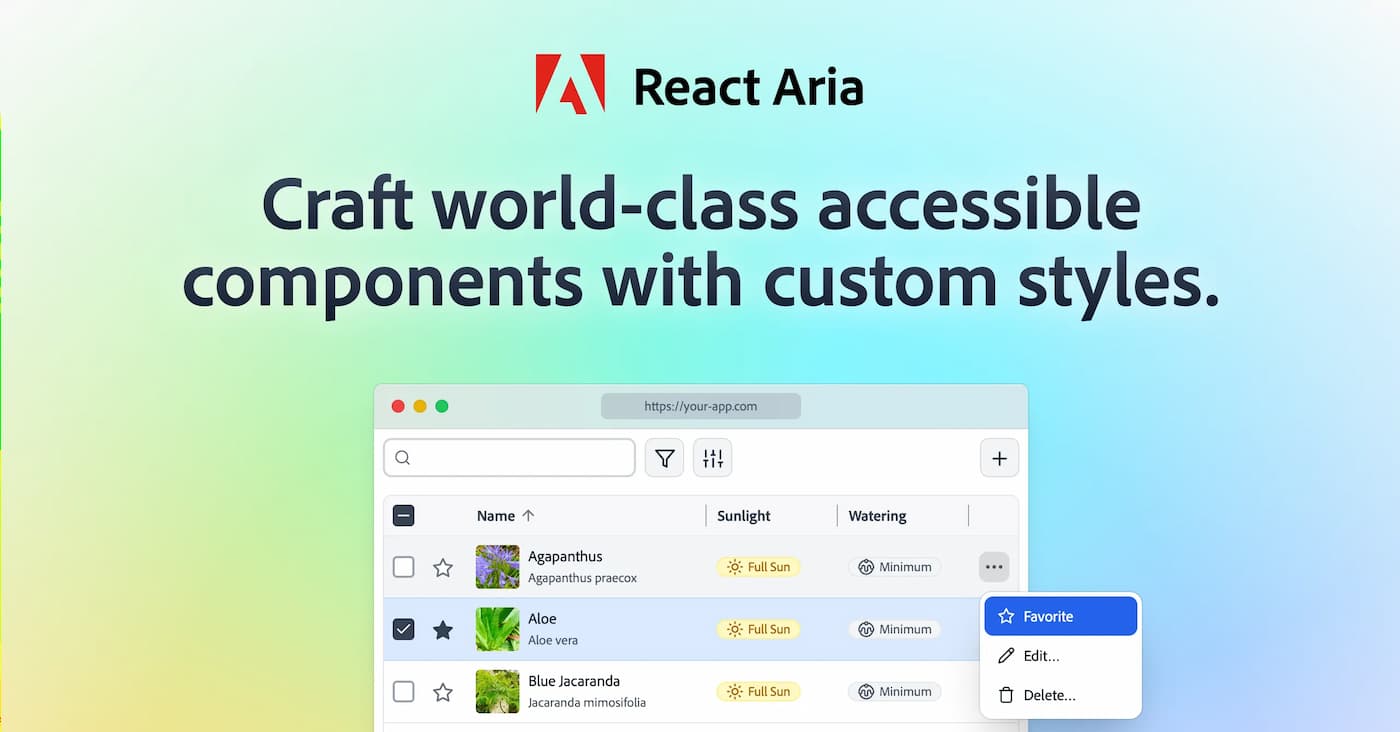 React Aria
Craft world-class accessible
components with custom styles.
https://your-app.com
Name Sunlight Watering
Agapanthus
Agapanthus praecox
Full Sun Minimum
Favorite
Aloe
Aloe vera
Full Sun Minimum
Edit...
Blue Jacaranda
Jacaranda mimosifolia
Full Sun Minimum
Delete...